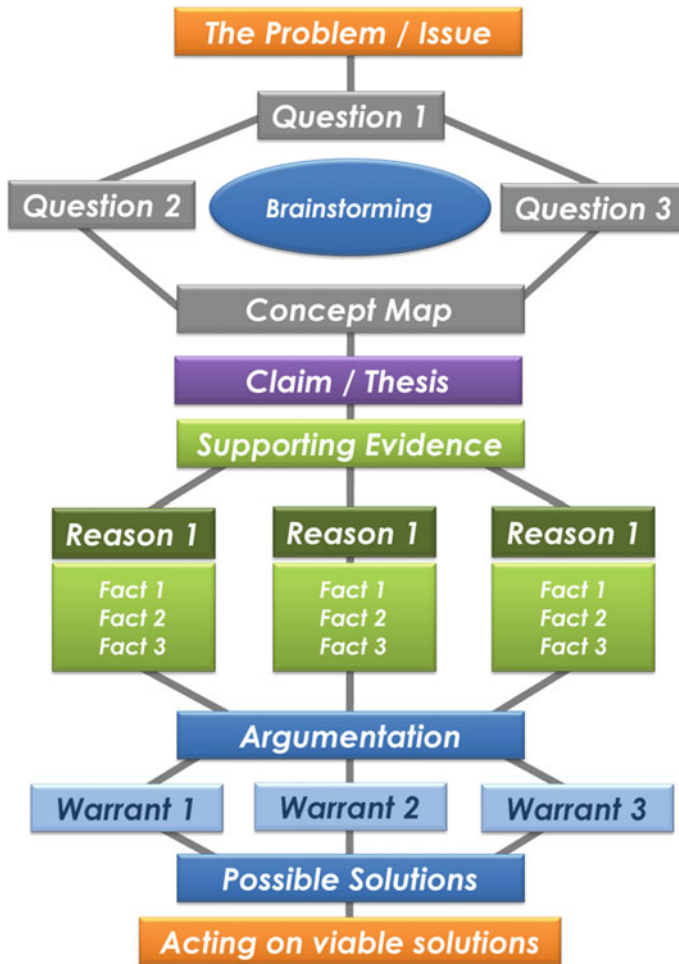 The Problem / Issue
Question 1
Question 2
Brainstorming
Question 3
Concept Map
Claim / Thesis
Supporting Evidence
Reason 1
Reason 1
Reason 1
Fact 1
Fact 2
Fact 3
Fact 1
Fact 2
Fact 3
Fact 1
Fact 2
Fact 3
Argumentation
Warrant 1
Warrant 2
Warrant 3
Possible Solutions
Acting on viable solutions